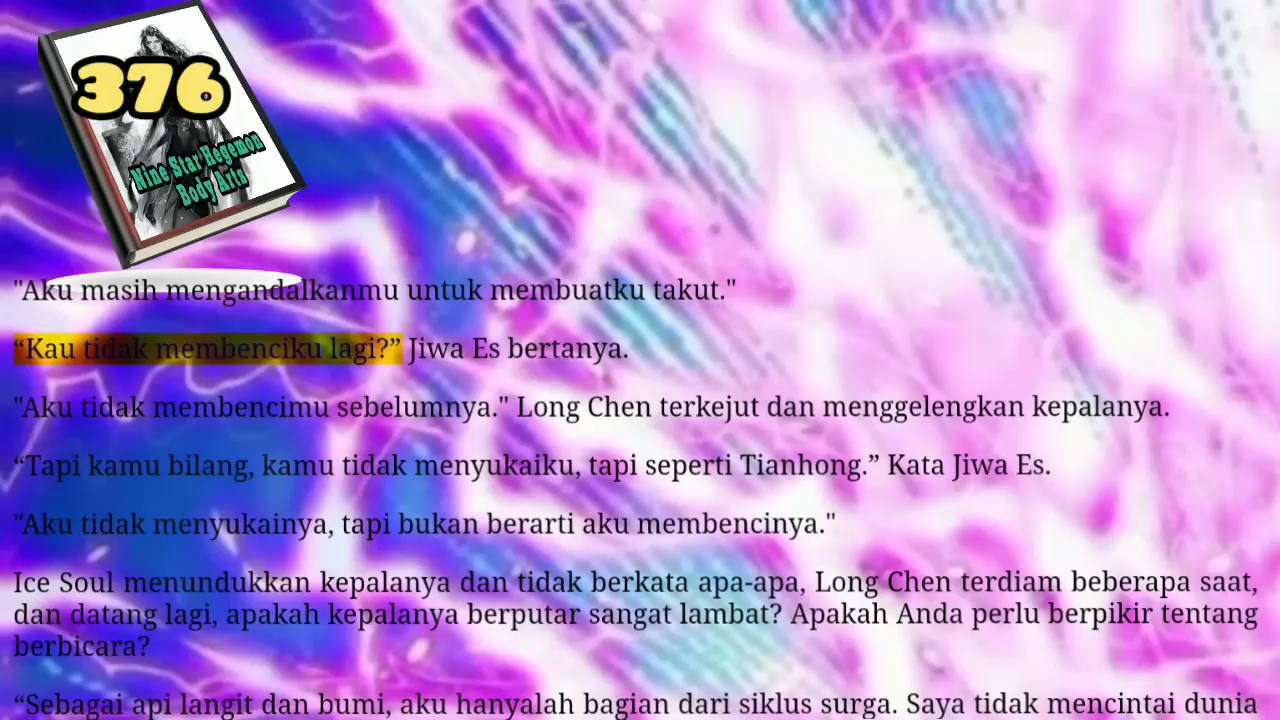 376
Nine Star Hegemon
Body Arts
"Aku masih mengandalkanmu untuk membuatku takut."
“Kau tidak membenciku lagi?” Jiwa Es bertanya.
"Aku tidak membencimu sebelumnya." Long Chen terkejut dan menggelengkan kepalanya.
“Tapi kamu bilang, kamu tidak menyukaiku, tapi seperti Tianhong.” Kata Jiwa Es.
"Aku tidak menyukainya, tapi bukan berarti aku membencinya."
Ice Soul menundukkan kepalanya dan tidak berkata apa-apa, Long Chen terdiam beberapa saat,
dan datang lagi, apakah kepalanya berputar sangat lambat? Apakah Anda perlu berpikir tentang
berbicara?
“Sebagai api langit dan bumi, aku hanyalah bagian dari siklus surga. Saya tidak mencintai dunia